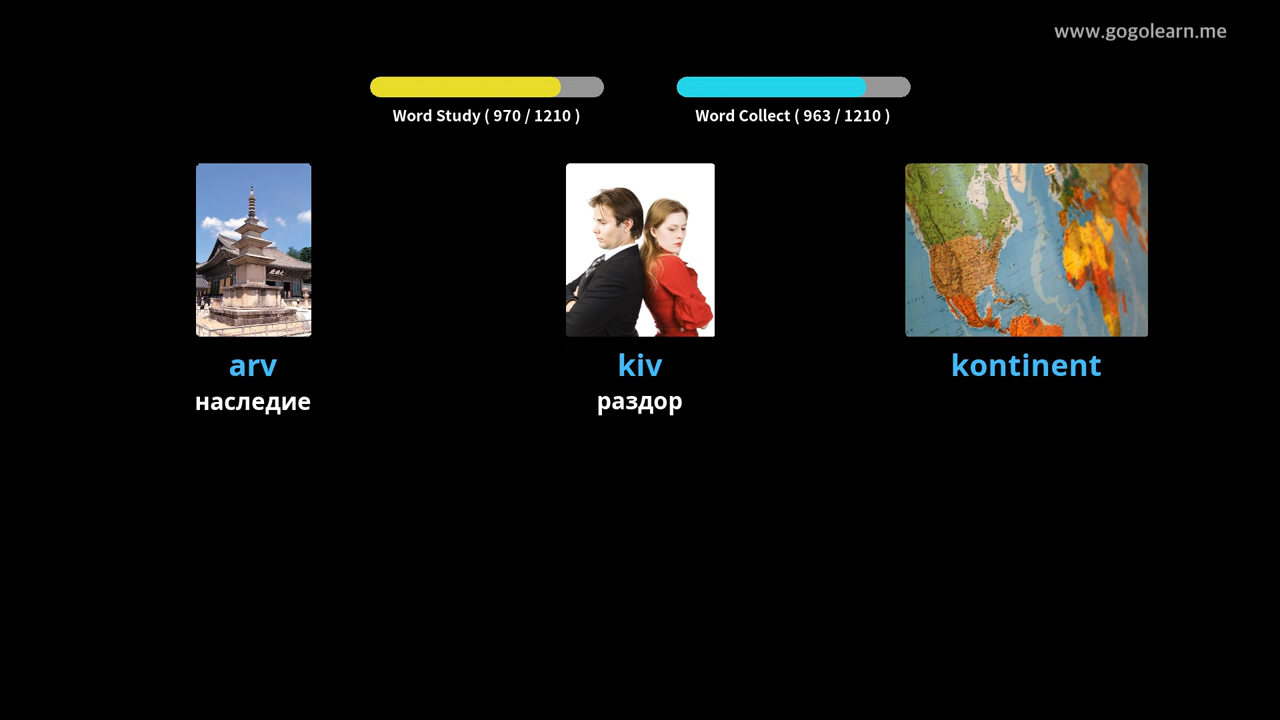 www.gogolearn.me
Word Study ( 970 / 1210 )
Word Collect ( 963 / 1210 )
arv
kiv
kontinent
наследие
раздор